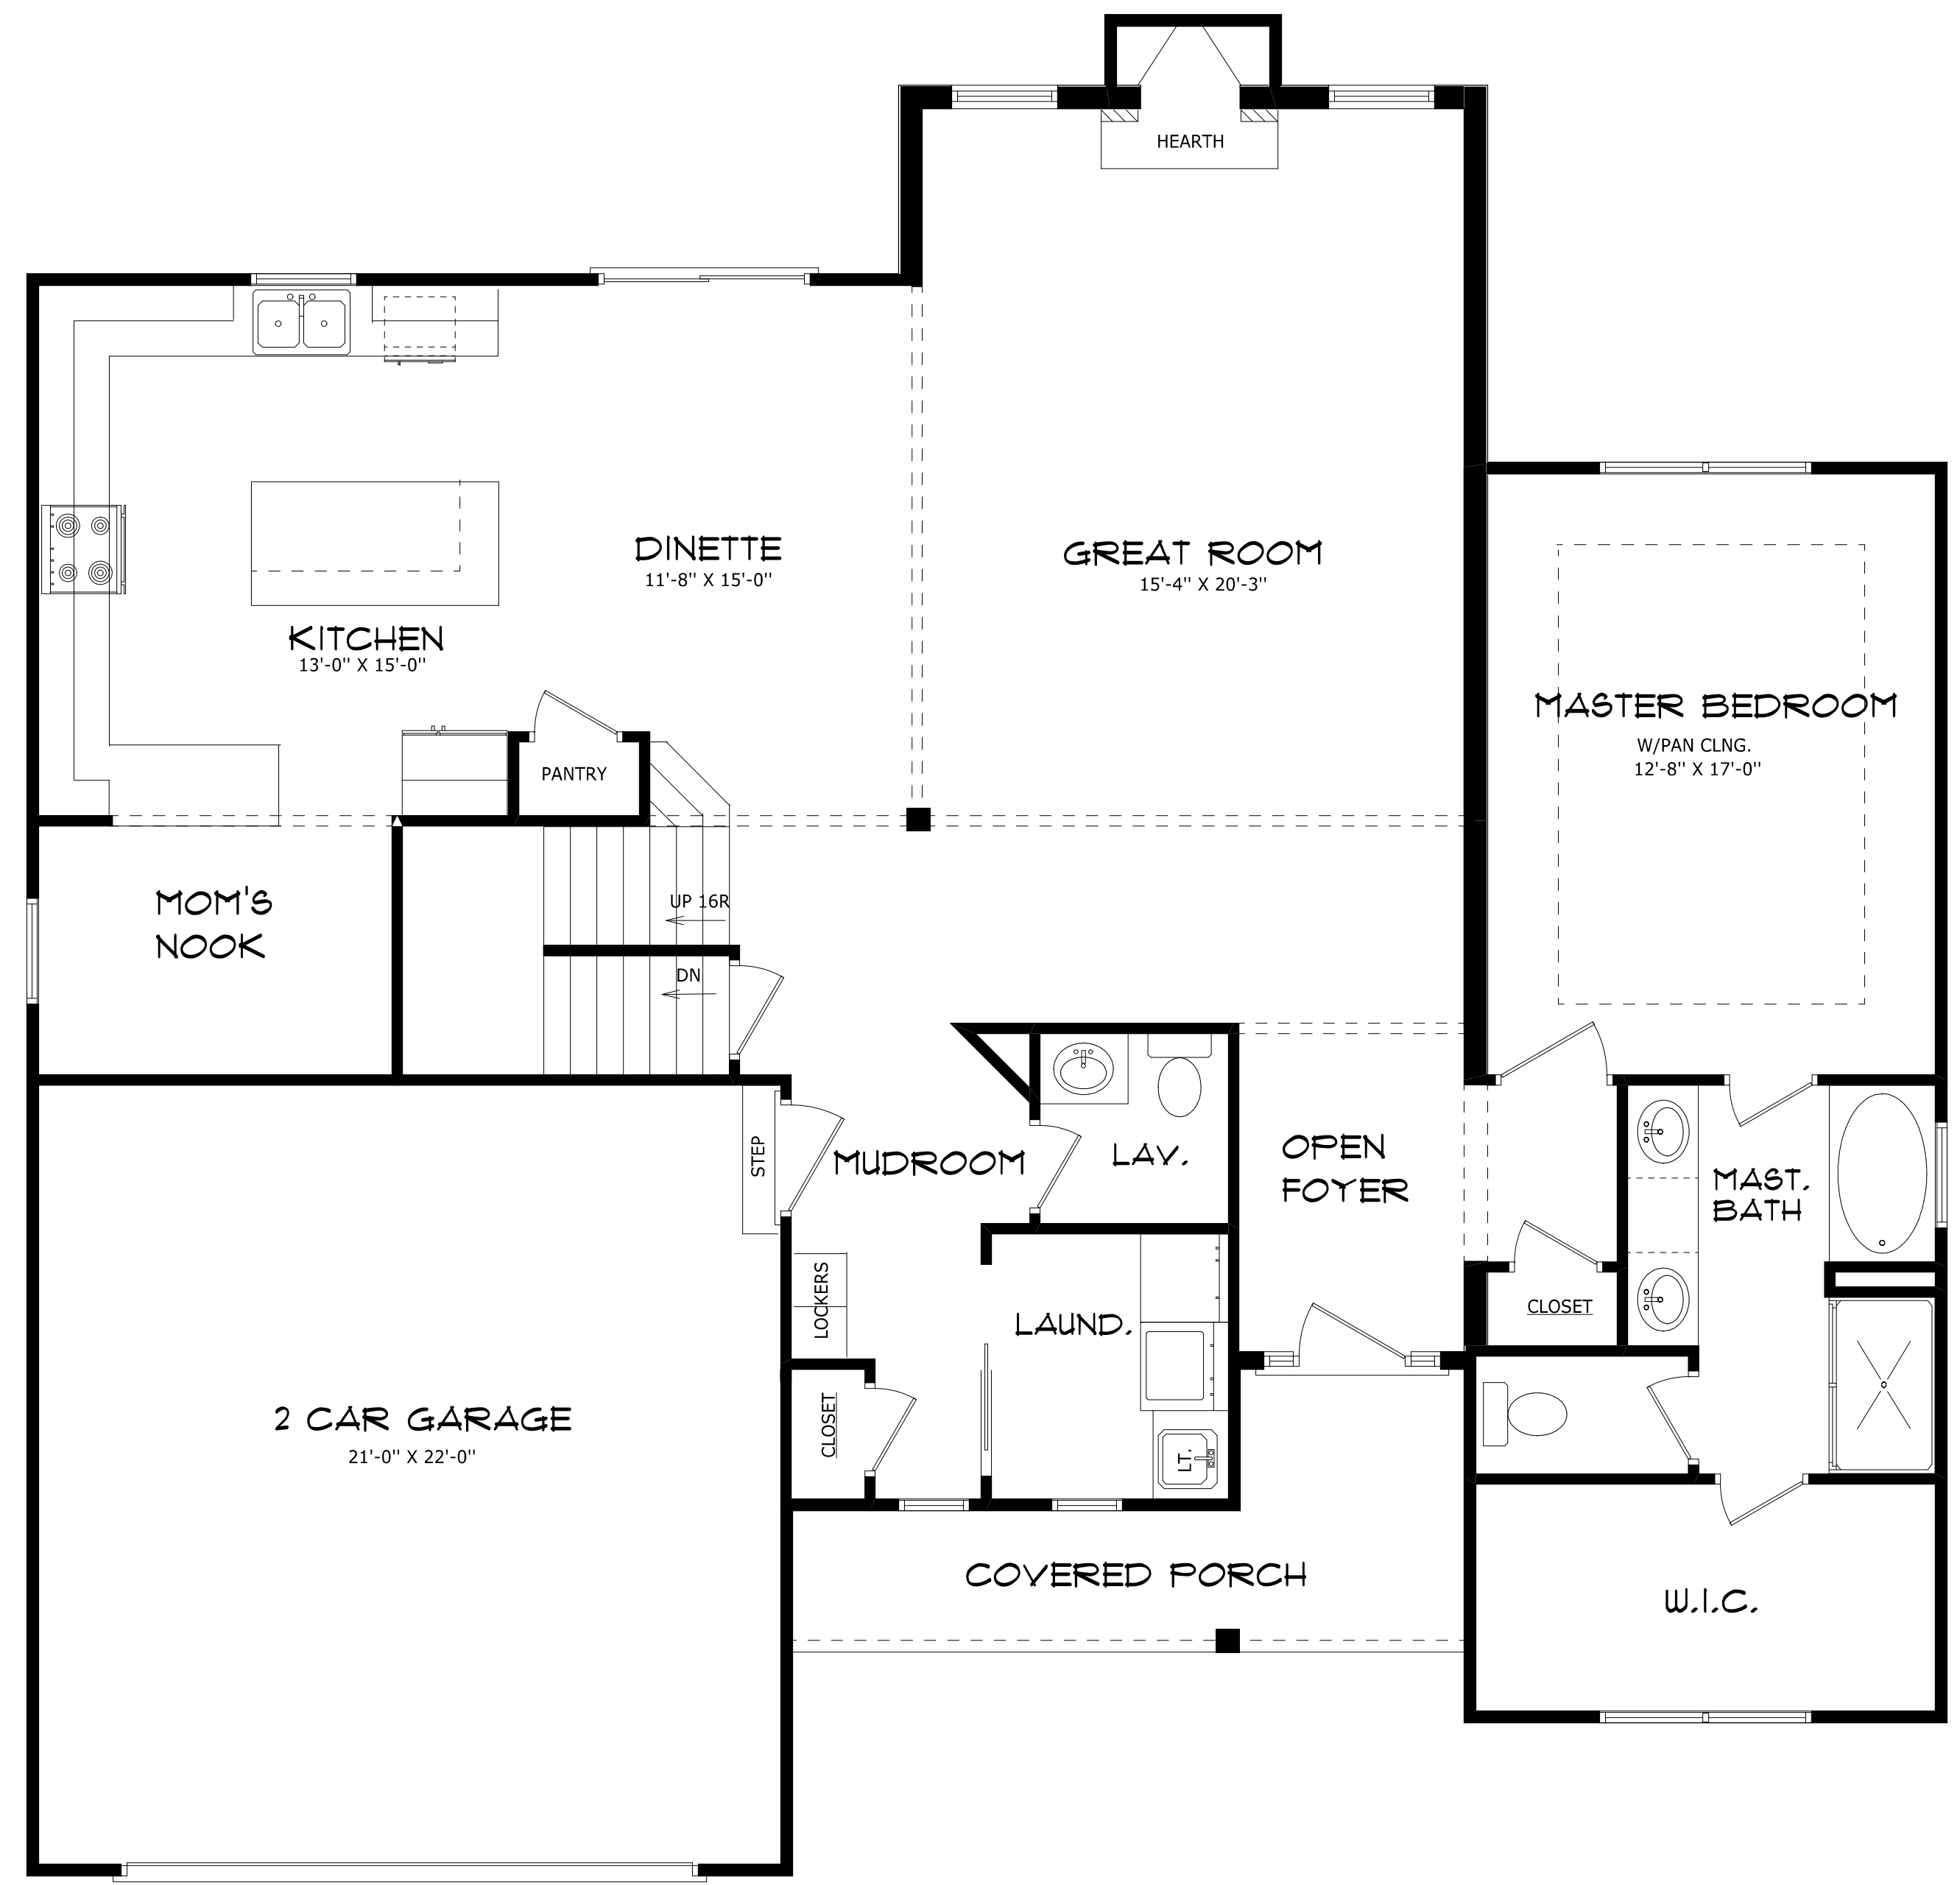 HEARTH
DINETTE
11'-8" X 15'-0"
GREAT ROOM
15'-4" X 20'-3"
KITCHEN
13'-0" X 15'-0"
MASTER BEDROOM
W/PAN CLNG.
12'-8" X 17'-0"
PANTRY
MOM'S
NOOK
UP 16R
DN
STEP
MUDROOM
LAV.
OPEN
FOYER
MAST.
BATH
LOCKERS
LAUND.
CLOSET
CLOSET
LT.
2 CAR GARAGE
21'-0" X 22'-0"
COVERED PORCH
W.I.C.